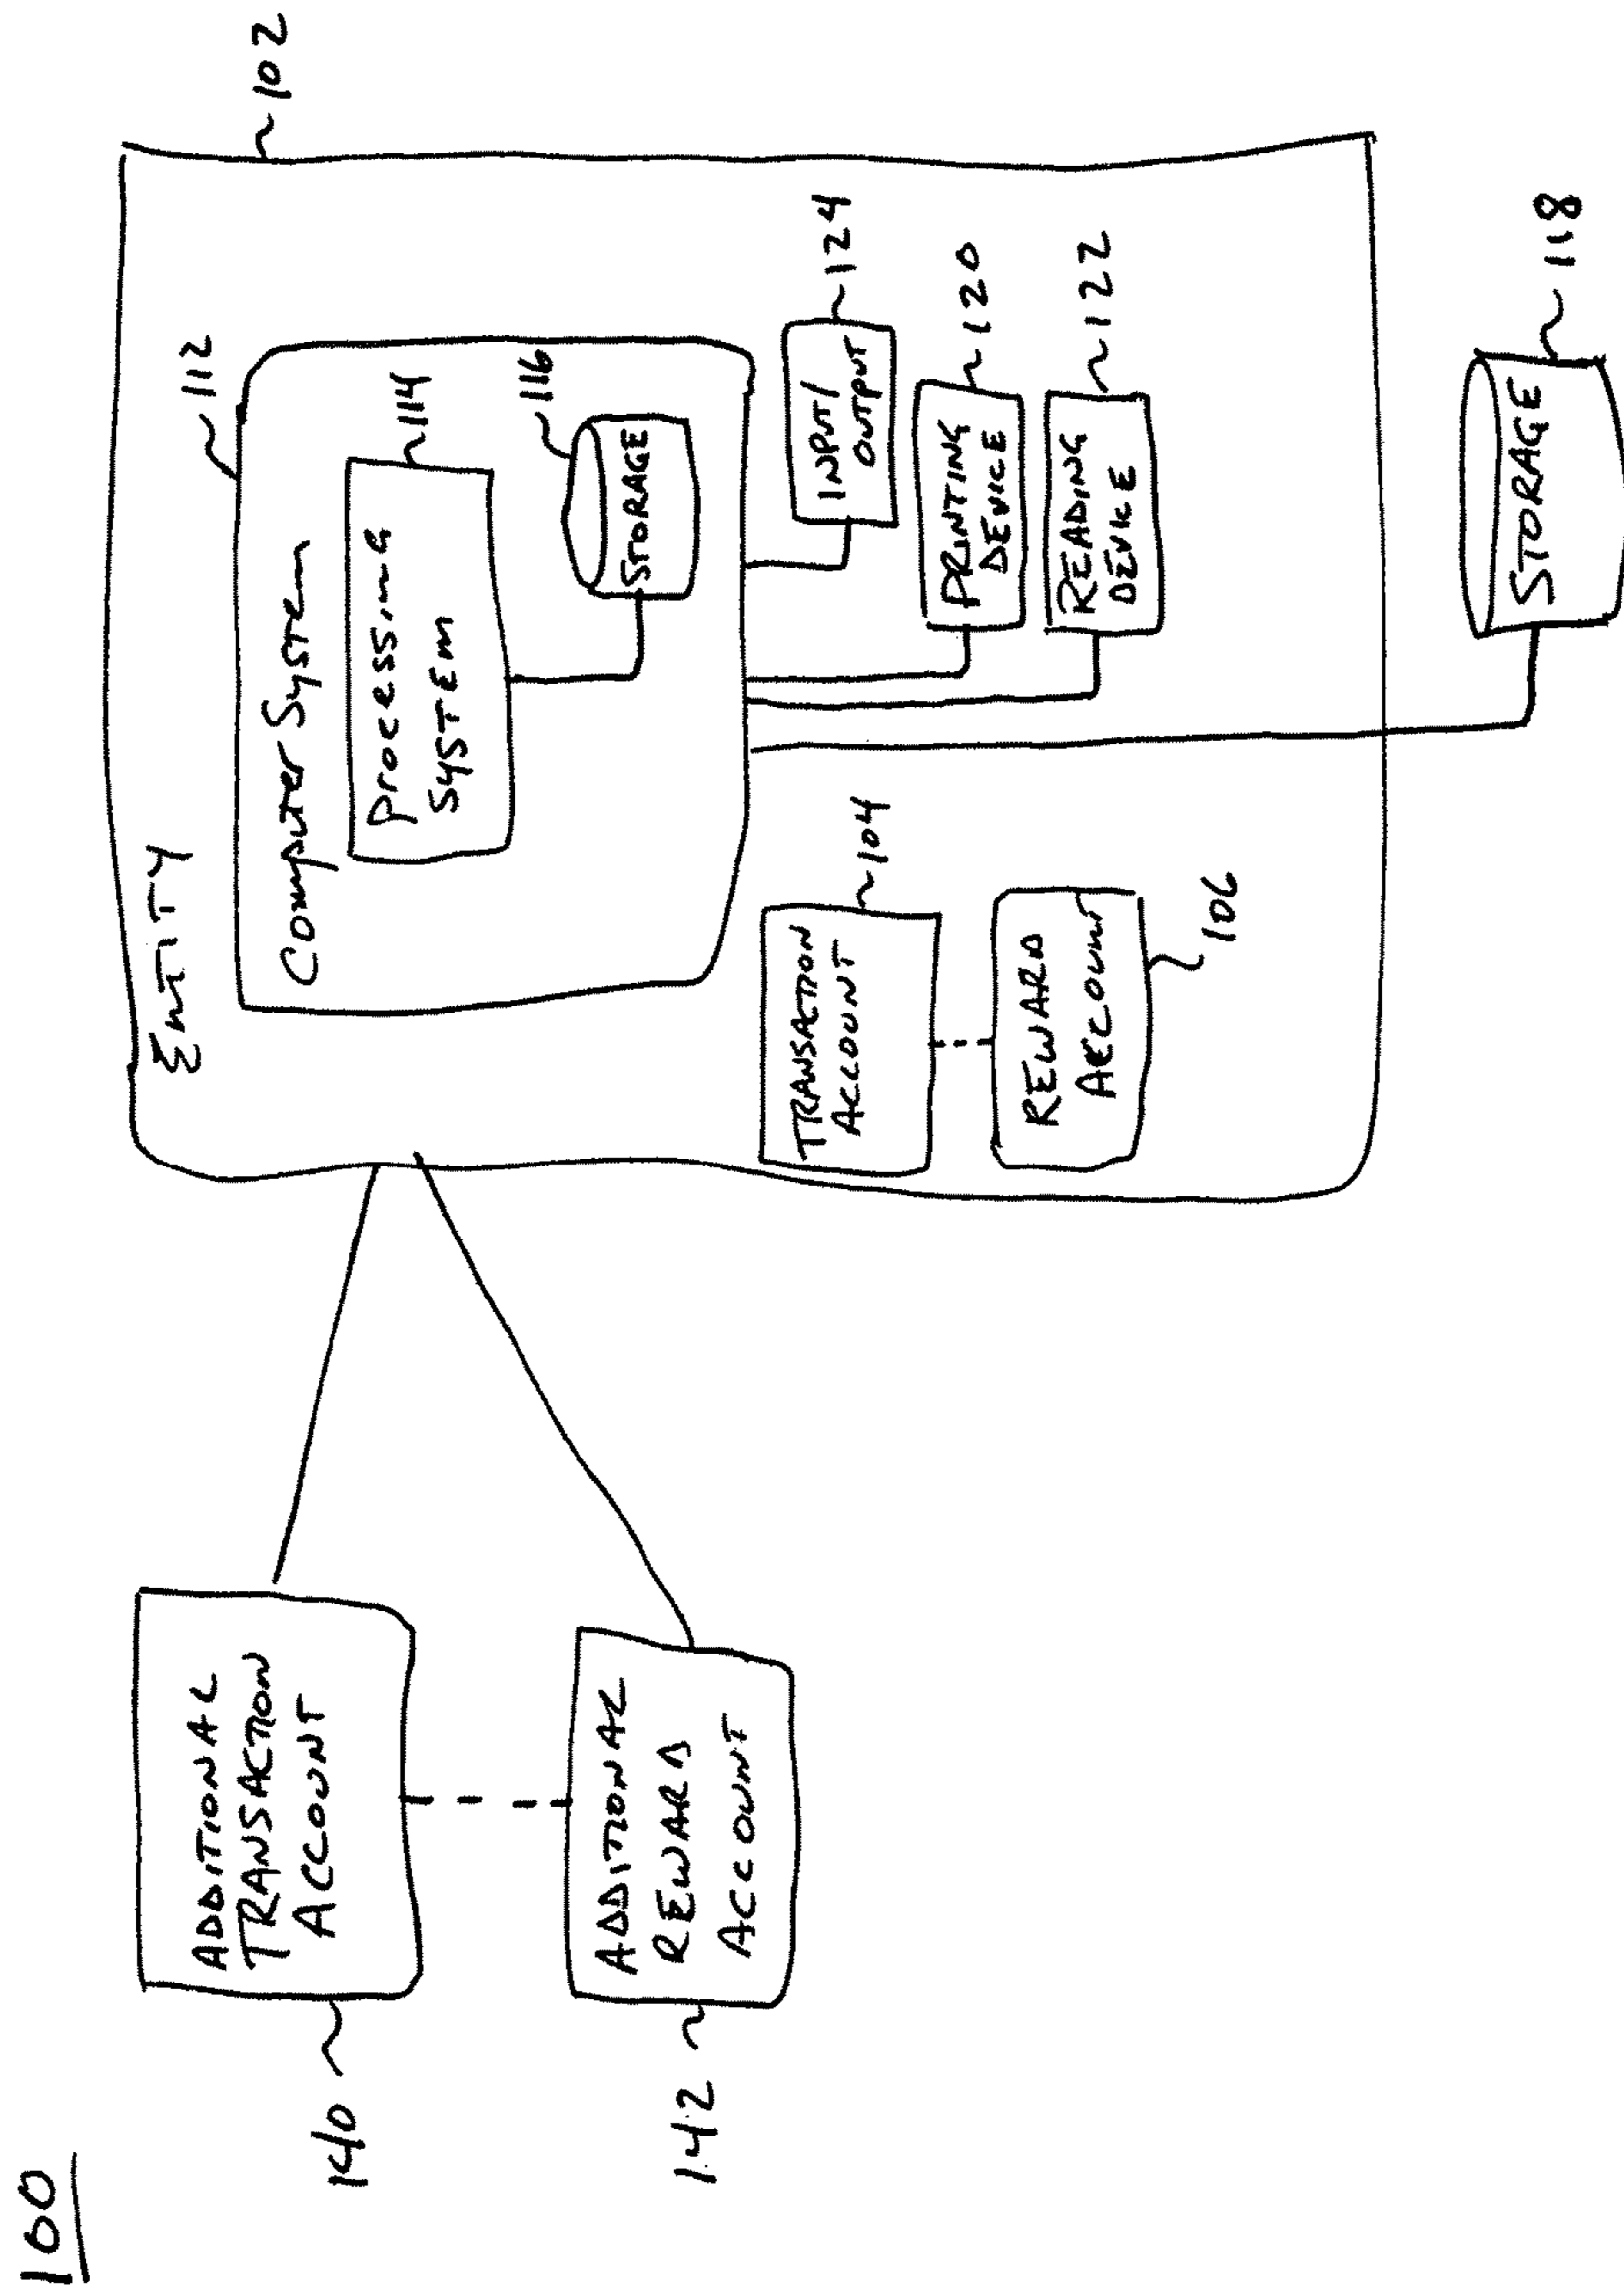 100
140
ADDITIONAL
TRANSACTION
ACCOUNT
142
ADDITIONAL
REWARD
ACCOUNT
ENTITY
102
Computer System
112
Processing
SYSTEM
114
STORAGE
116
TRANSACTION
ACCOUNT
104
REWARD
ACCOUNT
106
INPUT/
OUTPUT
124
PRINTING
DEVICE
120
READING
DEVICE
122
STORAGE
118